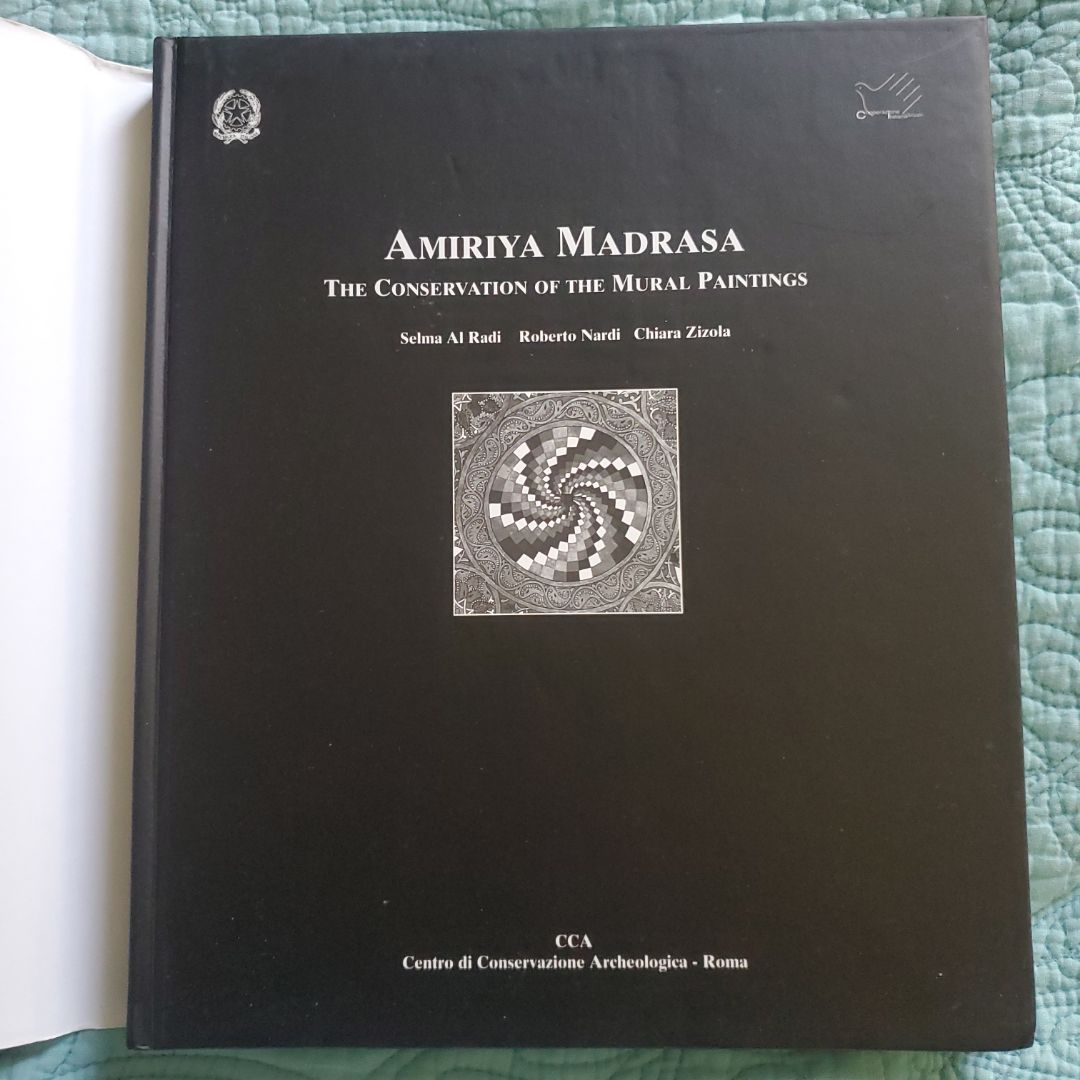 AMIRIYA MADRASA
THE CONSERVATION OF THE MURAL PAINTINGS
Selma Al Radi Roberto Nardi Chiara Zizola
CCA
Centro di Conservazione Archeologica - Roma